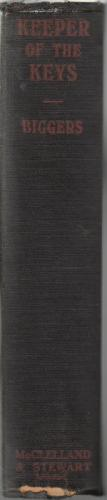 KEEPER
OF THE
KEYS
BIGGERS
McCLELLAND
& STEWART